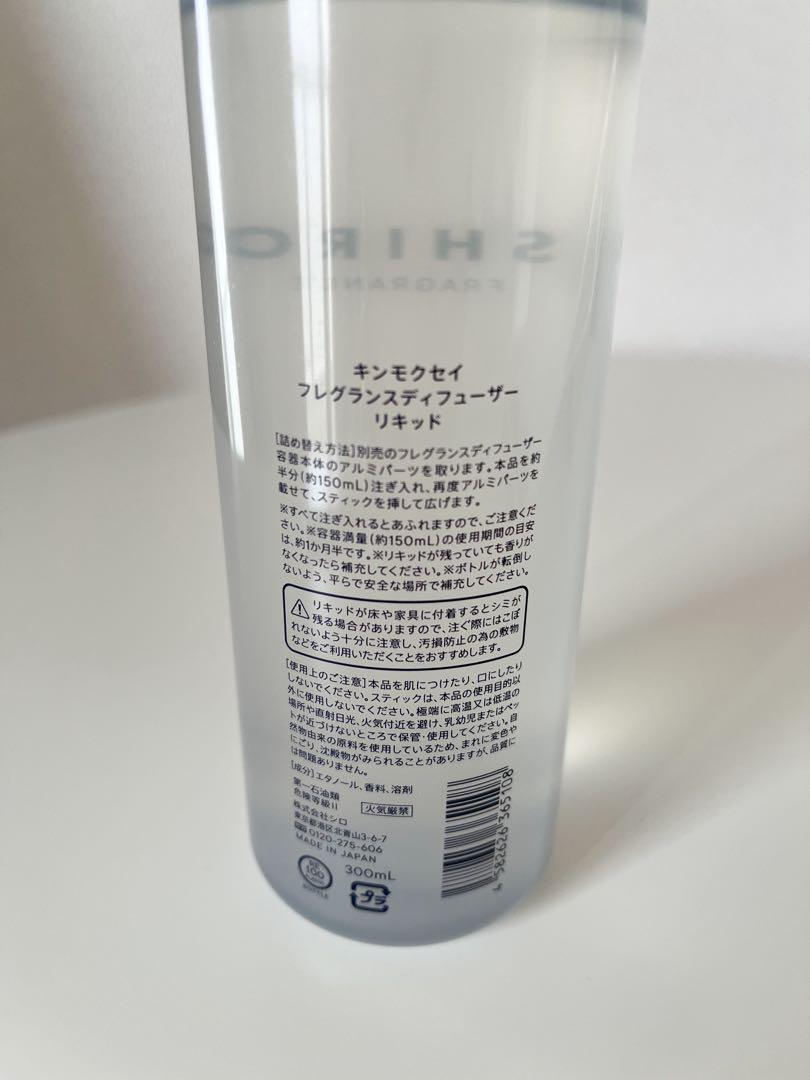 SHIRO
FRAGRANCE
キンモクセイ
フレグランスディフューザー
リキッド
[詰め替え方法]別売のフレグランスディフューザー
容器本体のアルミパーツを取ります。本品を約
半分(約150mL)注ぎ入れ、再度アルミパーツを
載せて、スティックを挿して広げます。
※すべて注ぎ入れるとあふれますので、ご注意くだ
さい。※容器満量(約150mL)の使用期間の目安
は、約1か月半です。※リキッドが残っていても香りが
なくなったら補充してください。※ボトルが転倒し
ないよう、平らで安全な場所で補充してください。
リキッドが床や家具に付着するとシミが
残る場合がありますので、注ぐ際にはこぼ
れないよう十分に注意し、汚損防止の為の敷物
などをご利用いただくことをおすすめします。
[使用上のご注意]本品を肌につけたり、口にしたり
しないでください。スティックは、本品の使用目的以
外に使用しないでください。極端に高温又は低温の
場所や直射日光、火気付近を避け、乳幼児またはペッ
トが近づけないところで保管・使用してください。自
然物由来の原料を使用しているため、まれに変色や
にごり、沈殿物がみられることがありますが、品質に
は問題ありません。
[成分]エタノール、香料、溶剤
第一石油類
危険等級II 火気厳禁
株式会社シロ
東京都港区北青山3-6-7
0120-275-606
MADE IN JAPAN
300mL
RE
100
BOTTLE
プラ
4 582626 365108